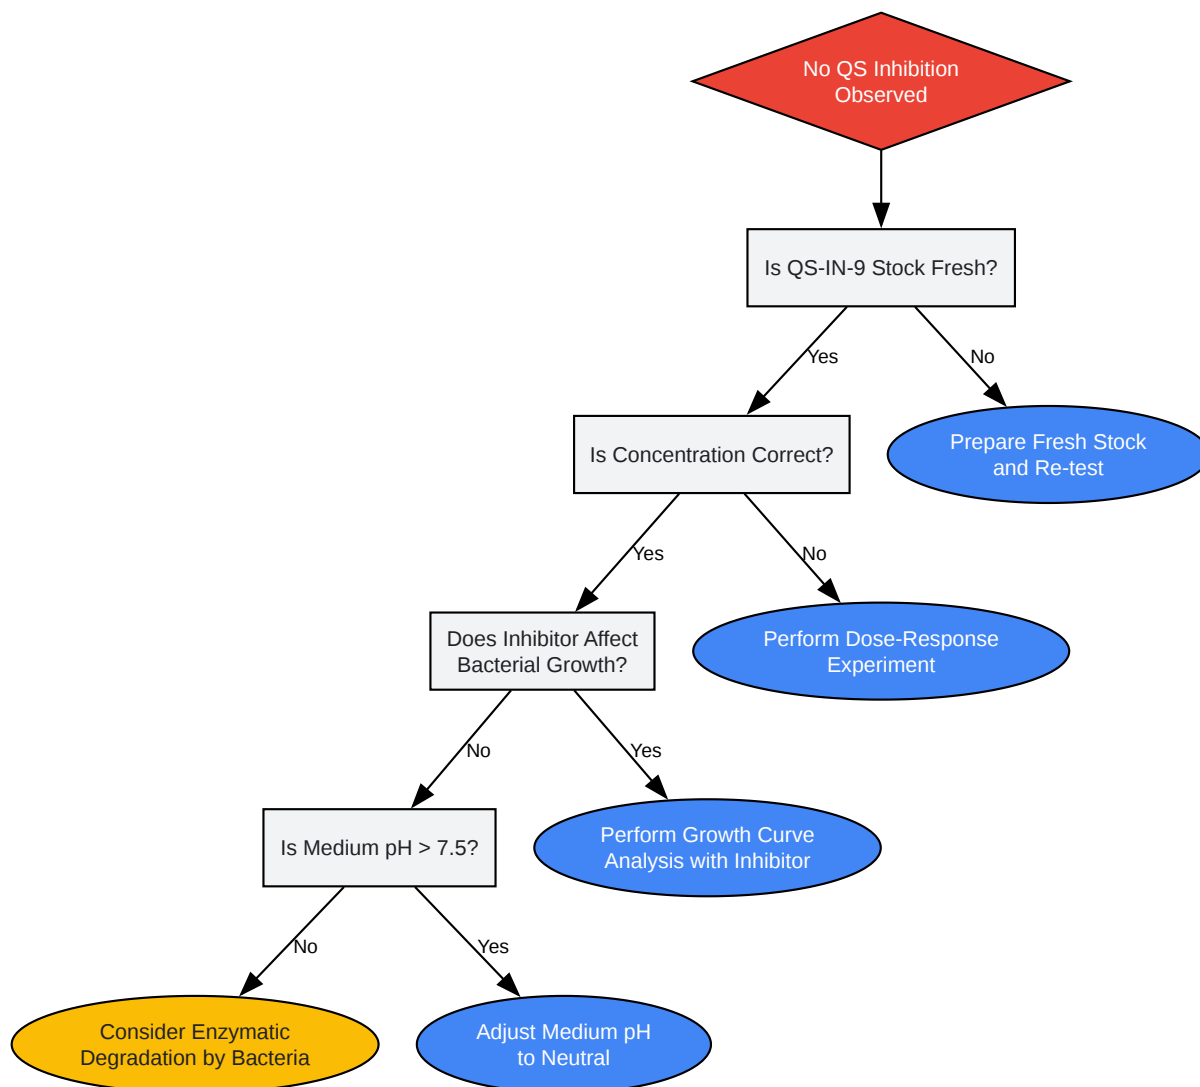 No QS Inhibition
Observed
Is QS-IN-9 Stock Fresh?
Yes
No
Is Concentration Correct?
Prepare Fresh Stock
and Re-test
Yes
No
Does Inhibitor Affect
Bacterial Growth?
Perform Dose-Response
Experiment
No
Yes
Is Medium pH > 7.5?
Perform Growth Curve
Analysis with Inhibitor
No
Yes
Consider Enzymatic
Degradation by Bacteria
Adjust Medium pH
to Neutral